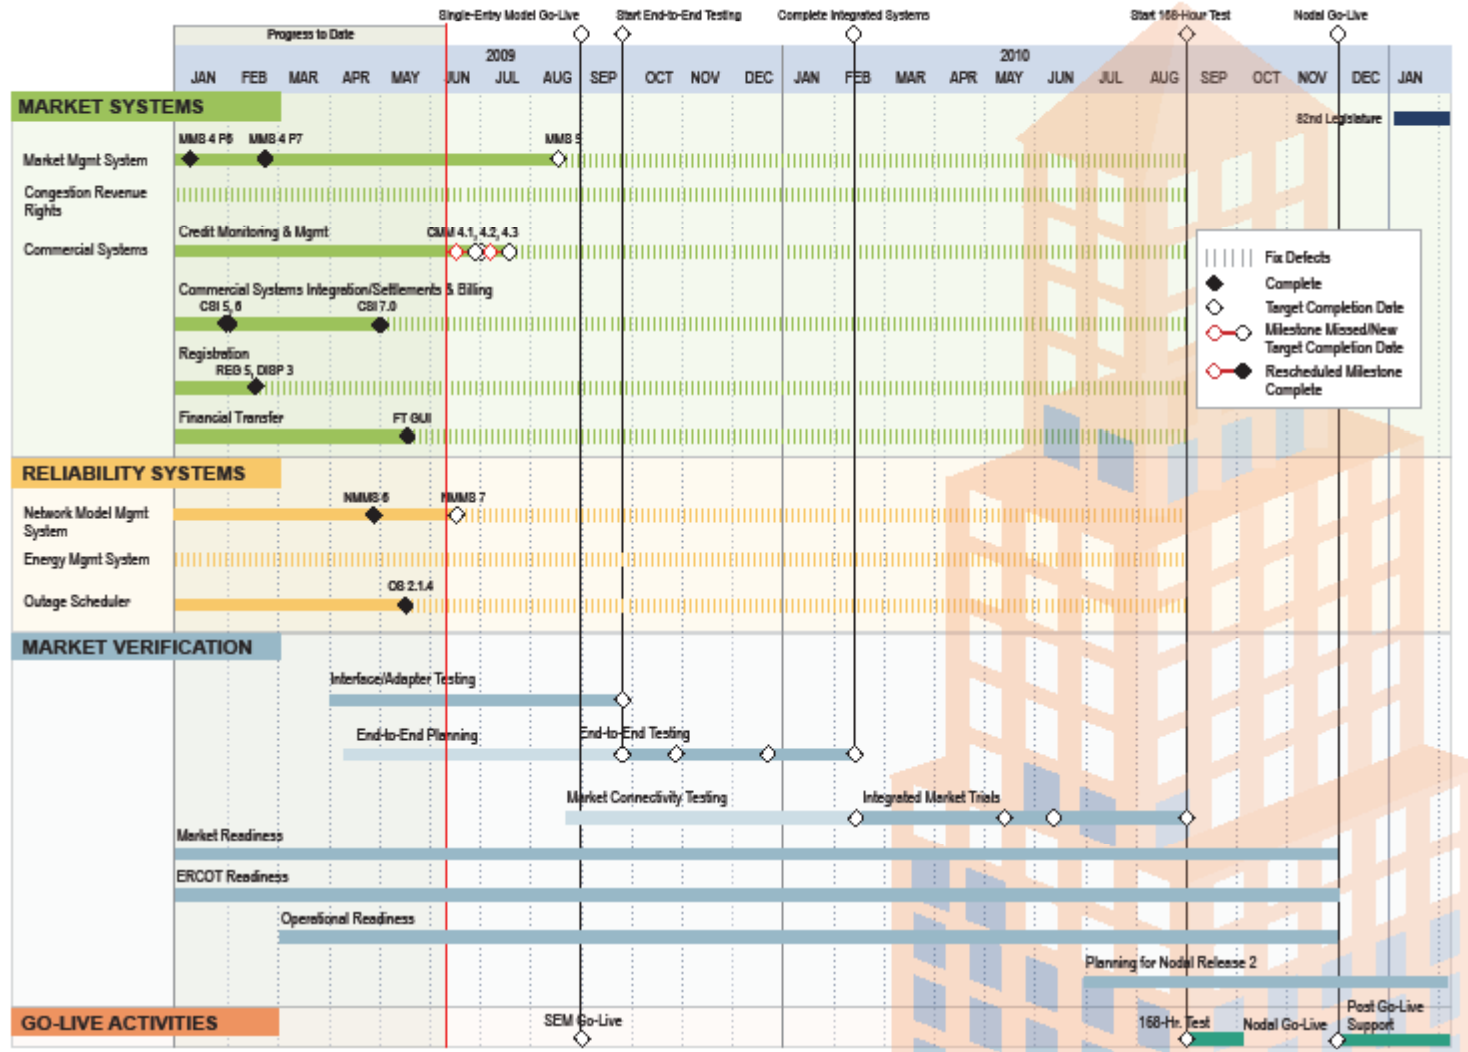 Single-Entry Model Go-Live
Start End-to-End Testing
Complete Integrated Systems
Start 168-Hour Test
Nodal Go-Live
Progress to Date
2009
2010
JAN FEB MAR APR MAY JUN JUL AUG SEP OCT NOV DEC JAN FEB MAR APR MAY JUN JUL AUG SEP OCT NOV DEC JAN
MARKET SYSTEMS
82nd Legislature
MMS 4 P6
MMS 4 P7
MMS 5
Market Mgmt System
Congestion Revenue
Rights
Credit Monitoring & Mgmt
CMM 4.1, 4.2, 4.3
Commercial Systems
Commercial Systems Integration/Settlements & Billing
CSI 5, 6
CSI 7.0
Registration
REG 5, DISP 3
Financial Transfer
FT GUI
Fix Defects
Complete
Target Completion Date
Milestone Missed/New
Target Completion Date
Rescheduled Milestone
Complete
RELIABILITY SYSTEMS
NMMS 6
NMMS 7
Network Model Mgmt
System
Energy Mgmt System
OS 2.1.4
Outage Scheduler
MARKET VERIFICATION
Interface/Adapter Testing
End-to-End Planning
End-to-End Testing
Market Connectivity Testing
Integrated Market Trials
Market Readiness
ERCOT Readiness
Operational Readiness
Planning for Nodal Release 2
GO-LIVE ACTIVITIES
SEM Go-Live
168-Hr. Test
Nodal Go-Live
Post Go-Live
Support